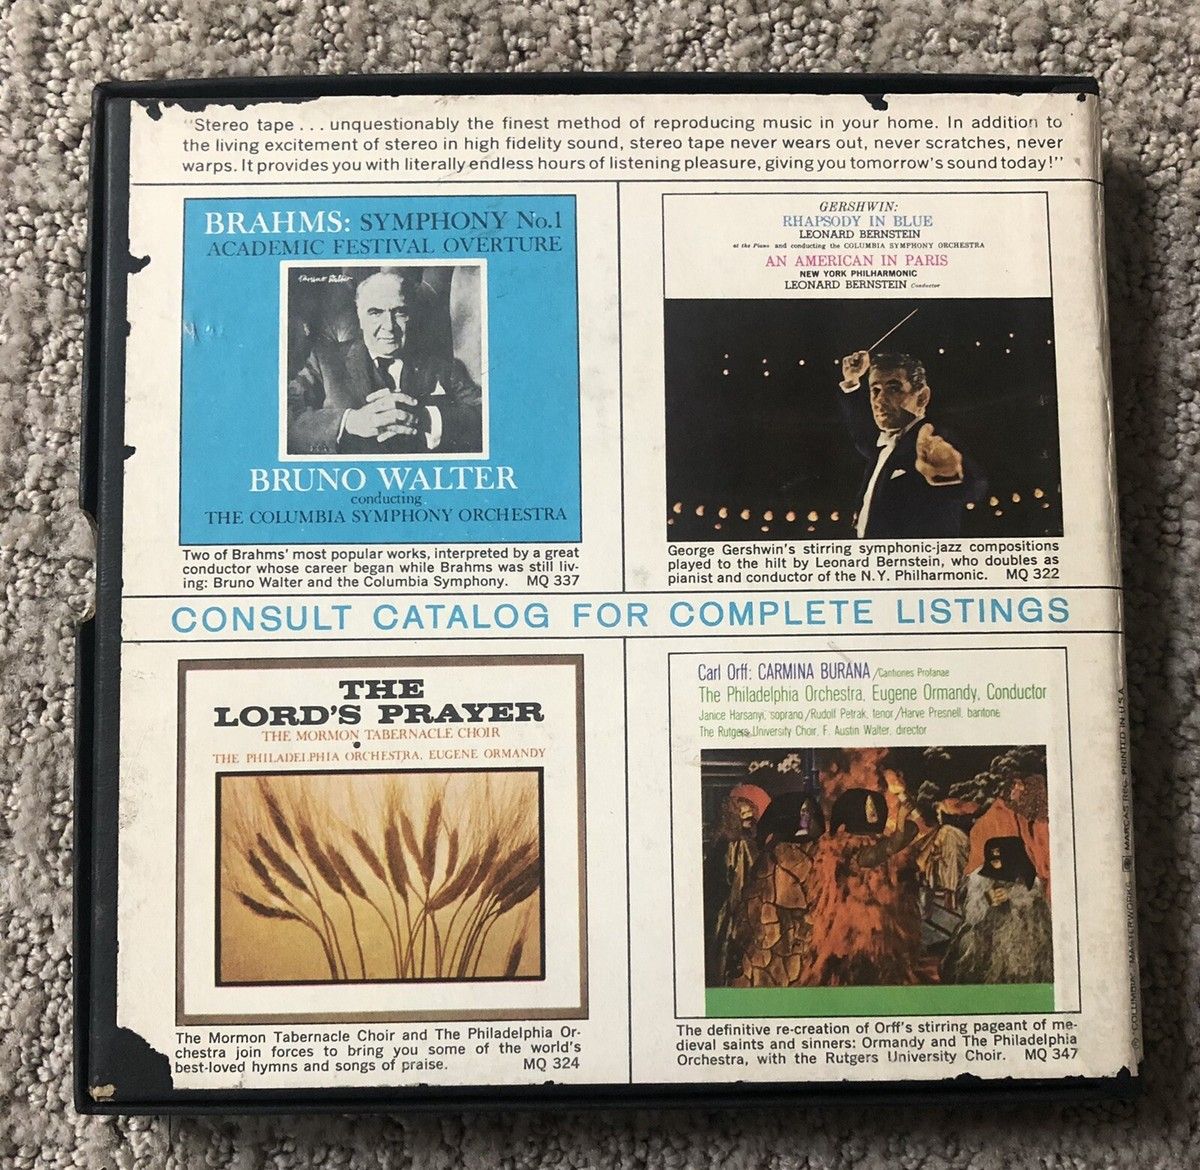 "Stereo tape . . . unquestionably the finest method of reproducing music in your home. In addition to
the living excitement of stereo in high fidelity sound, stereo tape never wears out, never scratches, never
warps. It provides you with literally endless hours of listening pleasure, giving you tomorrow's sound today!"
BRAHMS: SYMPHONY No.1
ACADEMIC FESTIVAL OVERTURE
BRUNO WALTER
conducting
THE COLUMBIA SYMPHONY ORCHESTRA
Two of Brahms' most popular works, interpreted by a great
conductor whose career began while Brahms was still liv-
ing: Bruno Walter and the Columbia Symphony. MQ 337
GERSHWIN:
RHAPSODY IN BLUE
LEONARD BERNSTEIN
at the Piano and conducting the COLUMBIA SYMPHONY ORCHESTRA
AN AMERICAN IN PARIS
NEW YORK PHILHARMONIC
LEONARD BERNSTEIN Conductor
George Gershwin's stirring symphonic-jazz compositions
played to the hilt by Leonard Bernstein, who doubles as
pianist and conductor of the N.Y. Philharmonic. MQ 322
CONSULT CATALOG FOR COMPLETE LISTINGS
THE
LORD'S PRAYER
THE MORMON TABERNACLE CHOIR
THE PHILADELPHIA ORCHESTRA, EUGENE ORMANDY
The Mormon Tabernacle Choir and The Philadelphia Or-
chestra join forces to bring you some of the world's
best-loved hymns and songs of praise. MQ 324
Carl Orff: CARMINA BURANA /Cantiones Profanae
The Philadelphia Orchestra, Eugene Ormandy, Conductor
Janice Harsanyi, soprano/Rudolf Petrak, tenor/Harve Presnell, baritone
The Rutgers University Choir, F. Austin Walter, director
The definitive re-creation of Orff's stirring pageant of me-
dieval saints and sinners: Ormandy and The Philadelphia
Orchestra, with the Rutgers University Choir. MQ 347
® "COLUMBIA" "MASTERWORKS" MARCAS REG. PRINTED IN U.S.A.